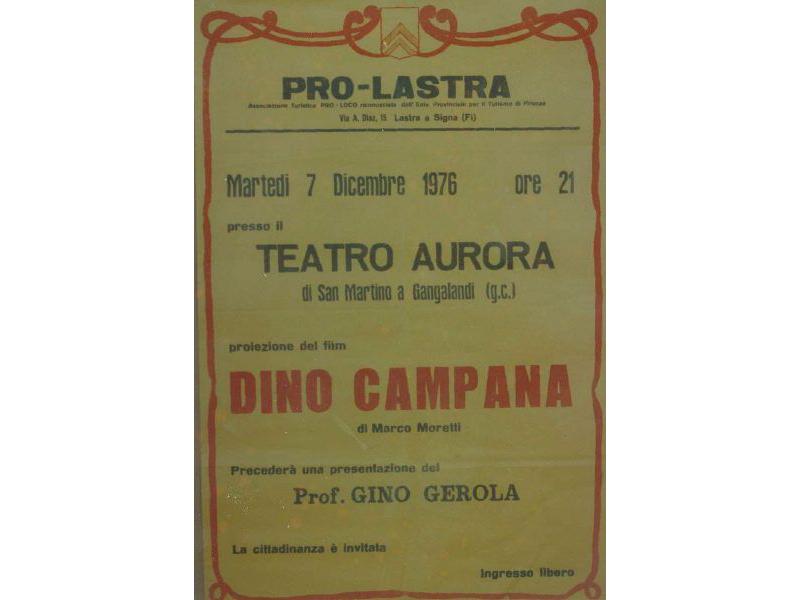 PRO-LASTRA
Associazione Turistica PRO-LOCO riconosciuta dall'Ente Provinciale per il Turismo di Firenze
Via A. Diaz, 15 Lastra a Signa (Fi)
Martedì 7 Dicembre 1976 ore 21
presso il
TEATRO AURORA
di San Martino a Gangalandi (g.c.)
proiezione del film
DINO CAMPANA
di Marco Moretti
Precederà una presentazione del
Prof. GINO GEROLA
La cittadinanza è invitata
Ingresso libero